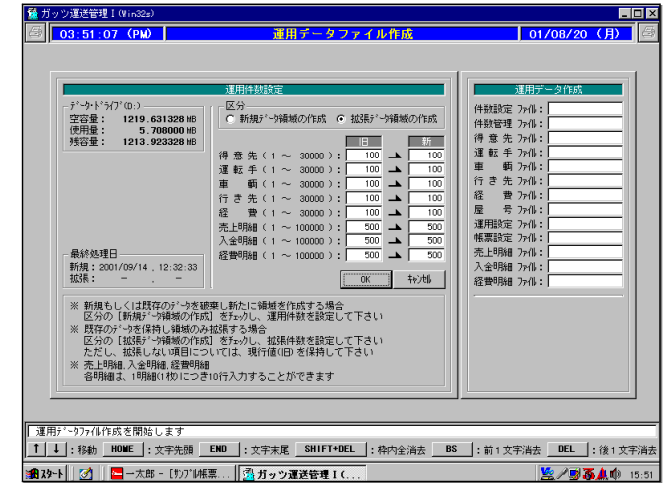 ガッツ運送管理Ⅰ(Win32s)
03:51:07 (PM) 運用データファイル作成 01/08/20 (月)
運用件数設定
データ・ドライブ(D:)
空容量: 1219.631328 MB
使用量: 5.708000 MB
残容量: 1213.923328 MB
区分
新規データ領域の作成 拡張データ領域の作成
旧 新
得意先( 1 ～ 30000 ): 100 100
運転手( 1 ～ 30000 ): 100 100
車　輌( 1 ～ 30000 ): 100 100
行き先( 1 ～ 30000 ): 100 100
経　費( 1 ～ 30000 ): 100 100
売上明細( 1 ～ 100000 ): 500 500
入金明細( 1 ～ 100000 ): 500 500
経費明細( 1 ～ 100000 ): 500 500
最終処理日
新規: 2001/09/14 , 12:32:33
拡張: - .
OK キャンセル
※ 新規もしくは既存のデータを破棄し新たに領域を作成する場合
区分の [新規データ領域の作成] をチェックし、運用件数を設定して下さい
※ 既存のデータを保持し領域のみ拡張する場合
区分の [拡張データ領域の作成] をチェックし、拡張件数を設定して下さい
ただし、拡張しない項目については、現行値(旧) を保持して下さい
※ 売上明細,入金明細,経費明細
各明細は、1明細(1枚)につき10行入力することができます
運用データ作成
件数設定 ファイル:
件数管理 ファイル:
得意先 ファイル:
運転手 ファイル:
車　輌 ファイル:
行き先 ファイル:
経　費 ファイル:
屋　号 ファイル:
運用設定 ファイル:
帳票設定 ファイル:
売上明細 ファイル:
入金明細 ファイル:
経費明細 ファイル:
運用データファイル作成を開始します
↑ ↓ :移動 HOME :文字先頭 END :文字末尾 SHIFT+DEL :枠内全消去 BS :前1文字消去 DEL :後1文字消去
スタート 一太郎 - [サンプル帳票... ガッツ運送管理Ⅰ(... 15:51